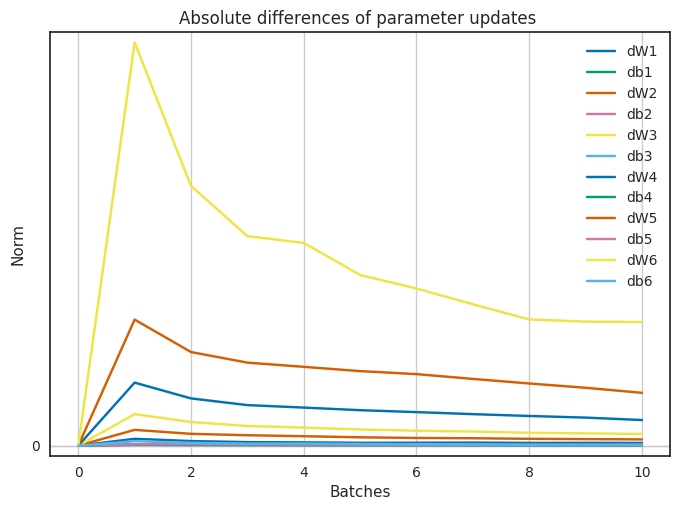 Absolute differences of parameter updates
dW1
db1
dW2
db2
dW3
db3
dW4
db4
dW5
db5
dW6
db6
Norm
0
0 2 4 6 8 10
Batches